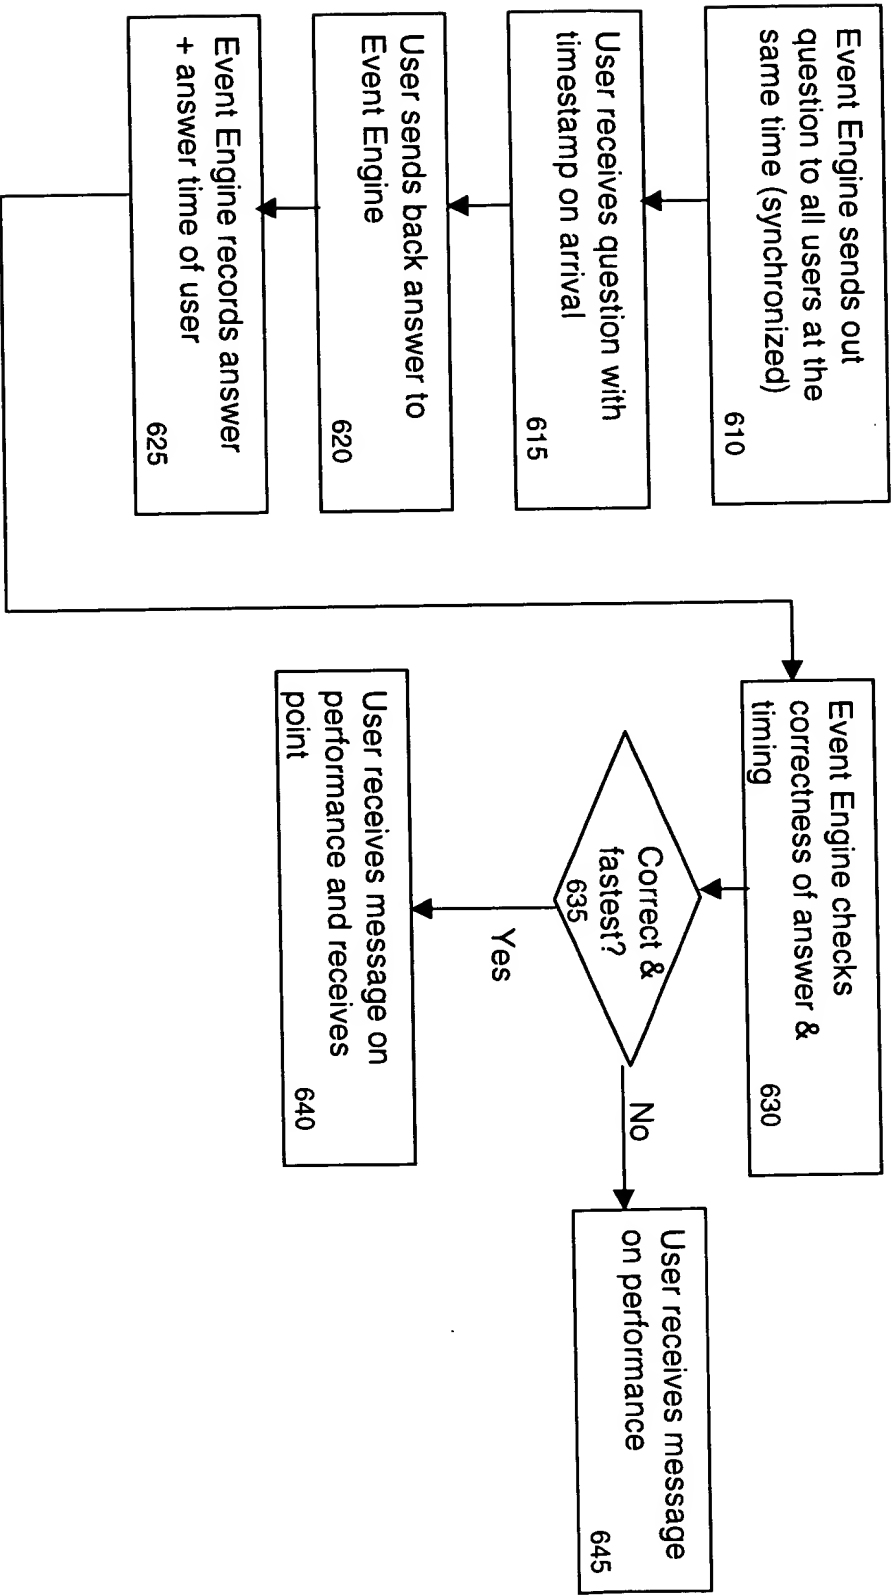 Event Engine sends out
question to all users at the
same time (synchronized)
610
User receives question with
timestamp on arrival
615
User sends back answer to
Event Engine
620
Event Engine records answer
+ answer time of user
625
Event Engine checks
correctness of answer &
timing
630
Correct &
fastest?
635
No
Yes
User receives message on
performance and receives
point
640
User receives message
on performance
645